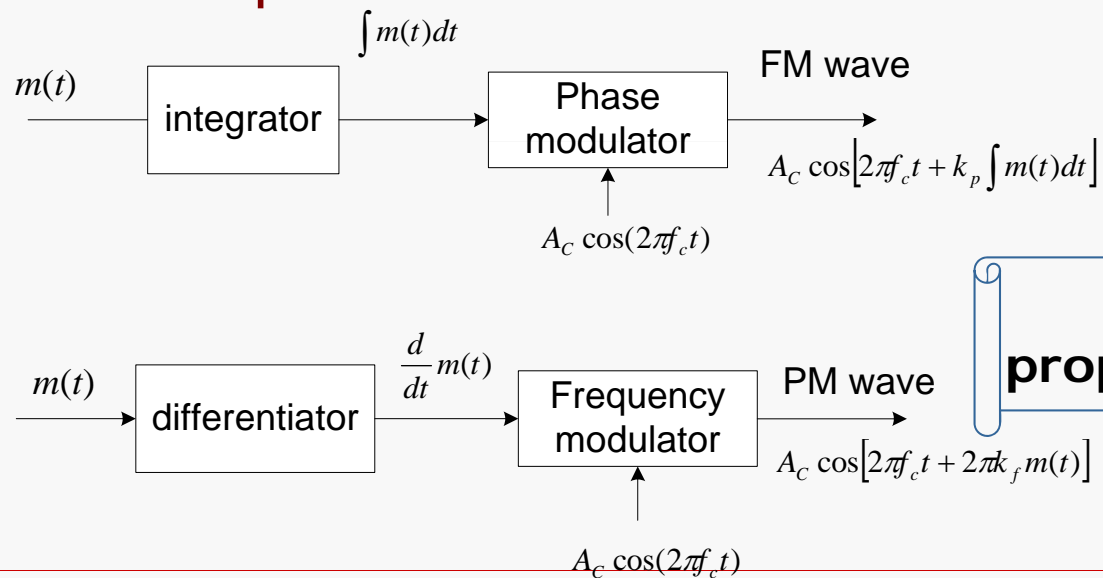 ∫ m(t)dt
m(t)
integrator
Phase
modulator
FM wave
A_C cos[2πf_c t + k_p ∫ m(t)dt]
A_C cos(2πf_c t)
m(t)
differentiator
d/dt m(t)
Frequency
modulator
PM wave
A_C cos[2πf_c t + 2πk_f m(t)]
A_C cos(2πf_c t)